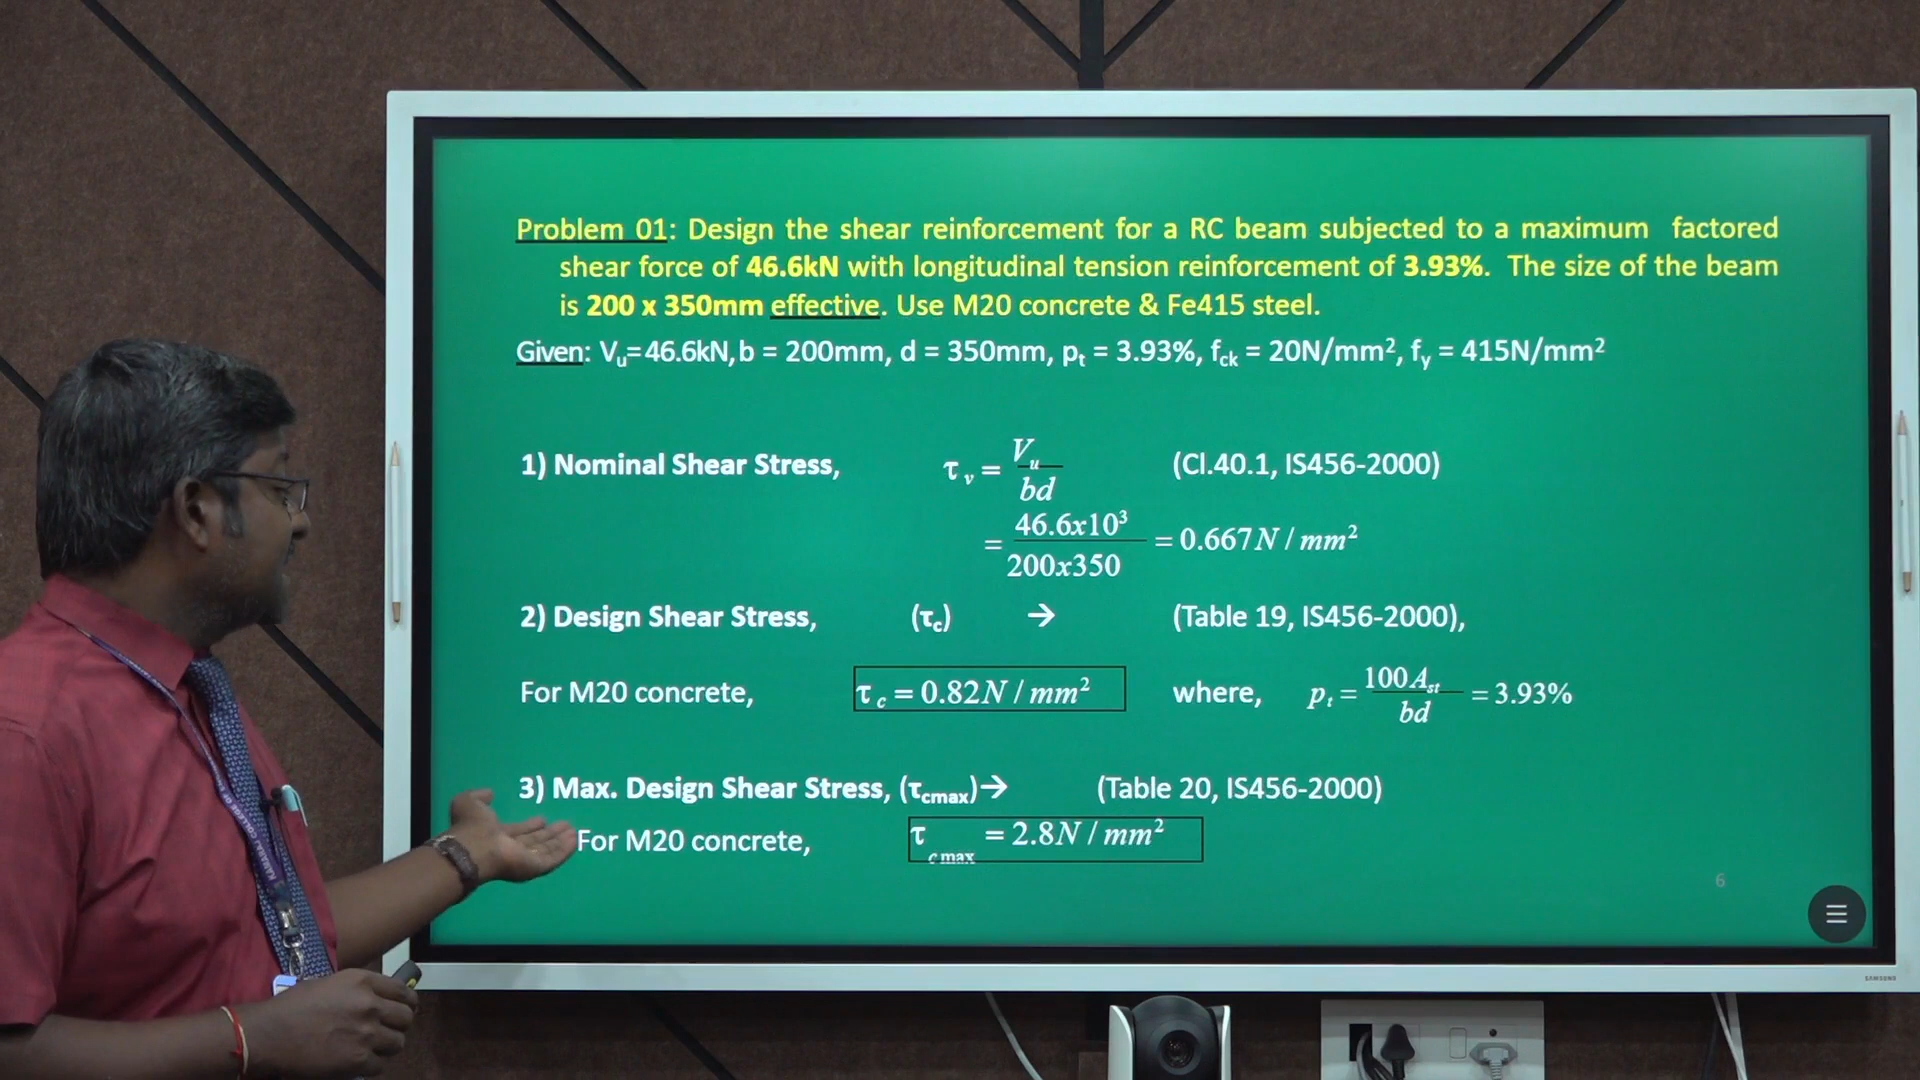 Problem 01: Design the shear reinforcement for a RC beam subjected to a maximum factored
shear force of 46.6kN with longitudinal tension reinforcement of 3.93%. The size of the beam
is 200 x 350mm effective. Use M20 concrete & Fe415 steel.
Given: Vu=46.6kN, b = 200mm, d = 350mm, pt = 3.93%, fck = 20N/mm², fy = 415N/mm²
1) Nominal Shear Stress, τv = Vu/bd (Cl.40.1, IS456-2000)
= 46.6x10³/200x350 = 0.667N / mm²
2) Design Shear Stress, (τc) → (Table 19, IS456-2000),
For M20 concrete, τc = 0.82N / mm² where, pt = 100Ast/bd = 3.93%
3) Max. Design Shear Stress, (τcmax)→ (Table 20, IS456-2000)
For M20 concrete, τcmax = 2.8N / mm²
6
SAMSUNG
KAMARAJ COLLEGE OF